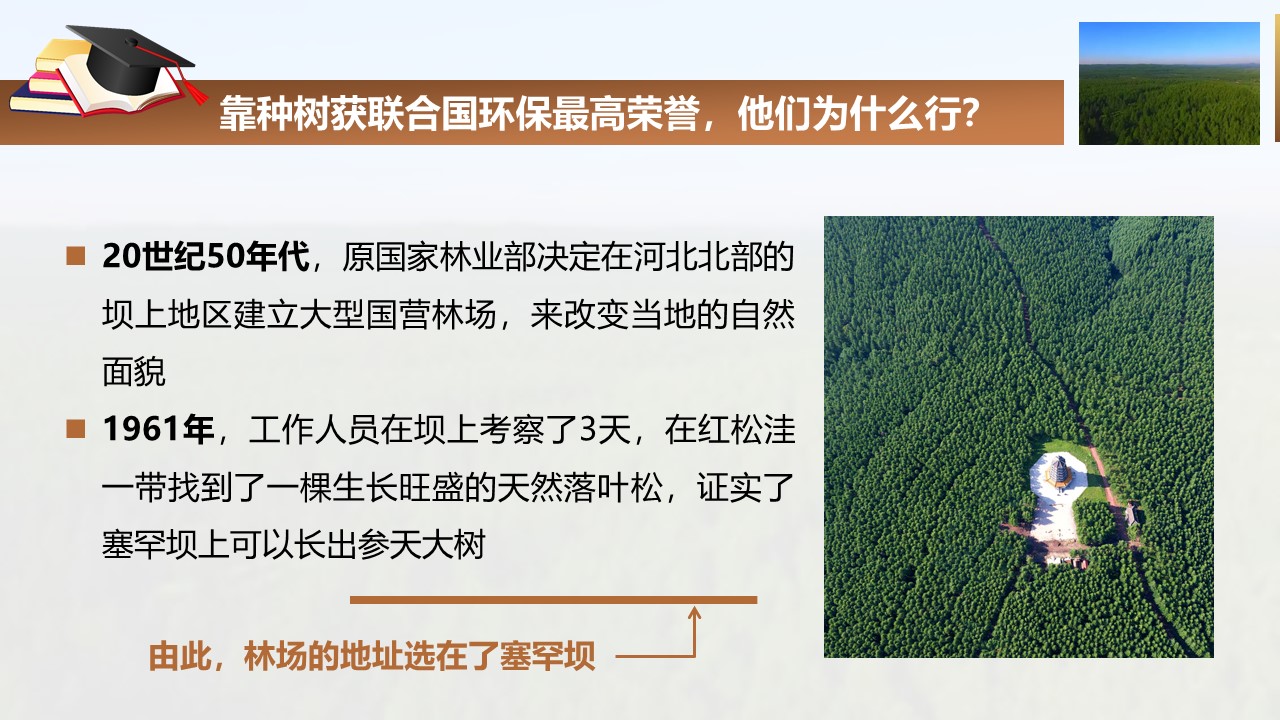 靠种树获联合国环保最高荣誉，他们为什么行？
20世纪50年代，原国家林业部决定在河北北部的
坝上地区建立大型国营林场，来改变当地的自然
面貌
1961年，工作人员在坝上考察了3天，在红松洼
一带找到了一棵生长旺盛的天然落叶松，证实了
塞罕坝上可以长出参天大树
由此，林场的地址选在了塞罕坝